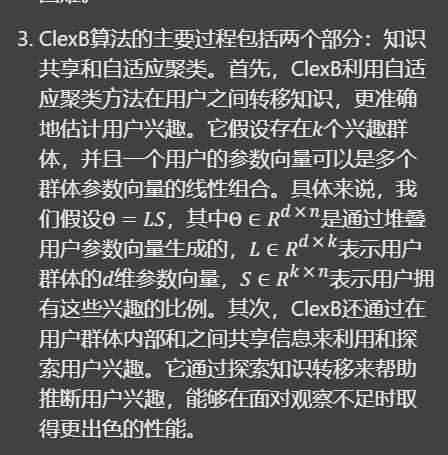 3. ClexB算法的主要过程包括两个部分：知识
共享和自适应聚类。首先，ClexB利用自适
应聚类方法在用户之间转移知识，更准确
地估计用户兴趣。它假设存在k个兴趣群
体，并且一个用户的参数向量可以是多个
群体参数向量的线性组合。具体来说，我
们假设Θ = LS，其中Θ ∈ R^{d×n}是通过堆叠
用户参数向量生成的，L ∈ R^{d×k}表示用户
群体的d维参数向量，S ∈ R^{k×n}表示用户拥
有这些兴趣的比例。其次，ClexB还通过在
用户群体内部和之间共享信息来利用和探
索用户兴趣。它通过探索知识转移来帮助
推断用户兴趣，能够在面对观察不足时取
得更出色的性能。